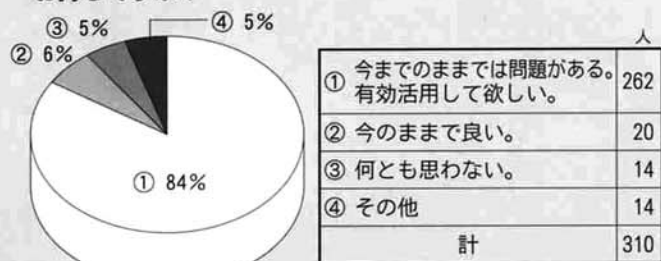 ③ 5%
④ 5%
② 6%
① 84%
人
① 今までのままでは問題がある。
有効活用して欲しい。 262
② 今のままで良い。 20
③ 何とも思わない。 14
④ その他 14
計 310